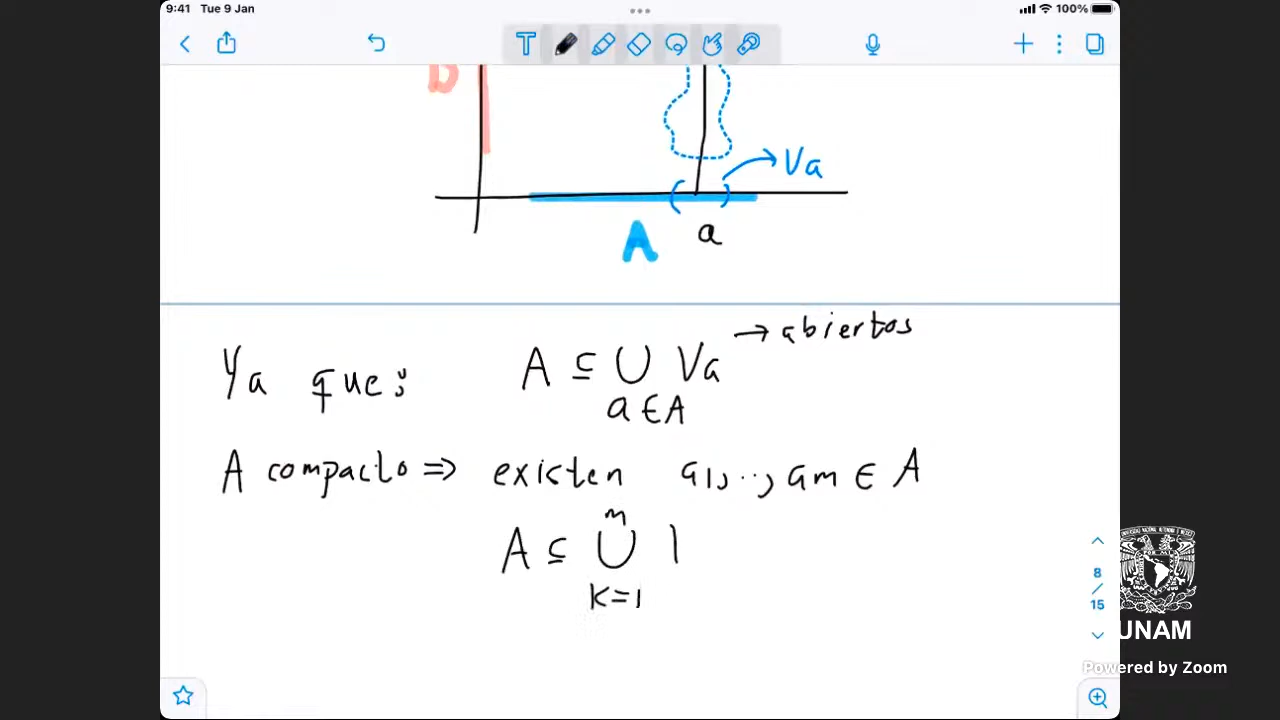 9:41 Tue 9 Jan
100%
B
Va
A a
Ya que: A ⊆ ∪ Va → abiertos
a ∈ A
A compacto ⇒ existen a1, .., am ∈ A
m
A ⊆ ∪
k=1
8
/
15
UNAM
Powered by Zoom